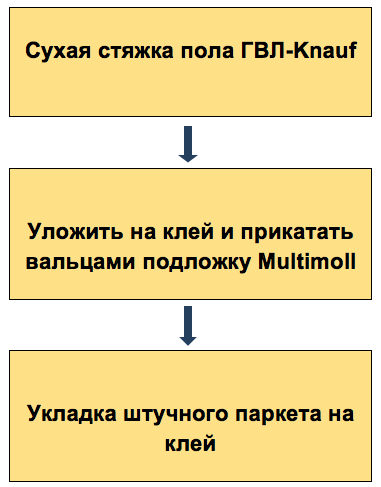 Сухая стяжка пола ГВЛ-Knauf
Уложить на клей и прикатать
вальцами подложку Multimoll
Укладка штучного паркета на
клей